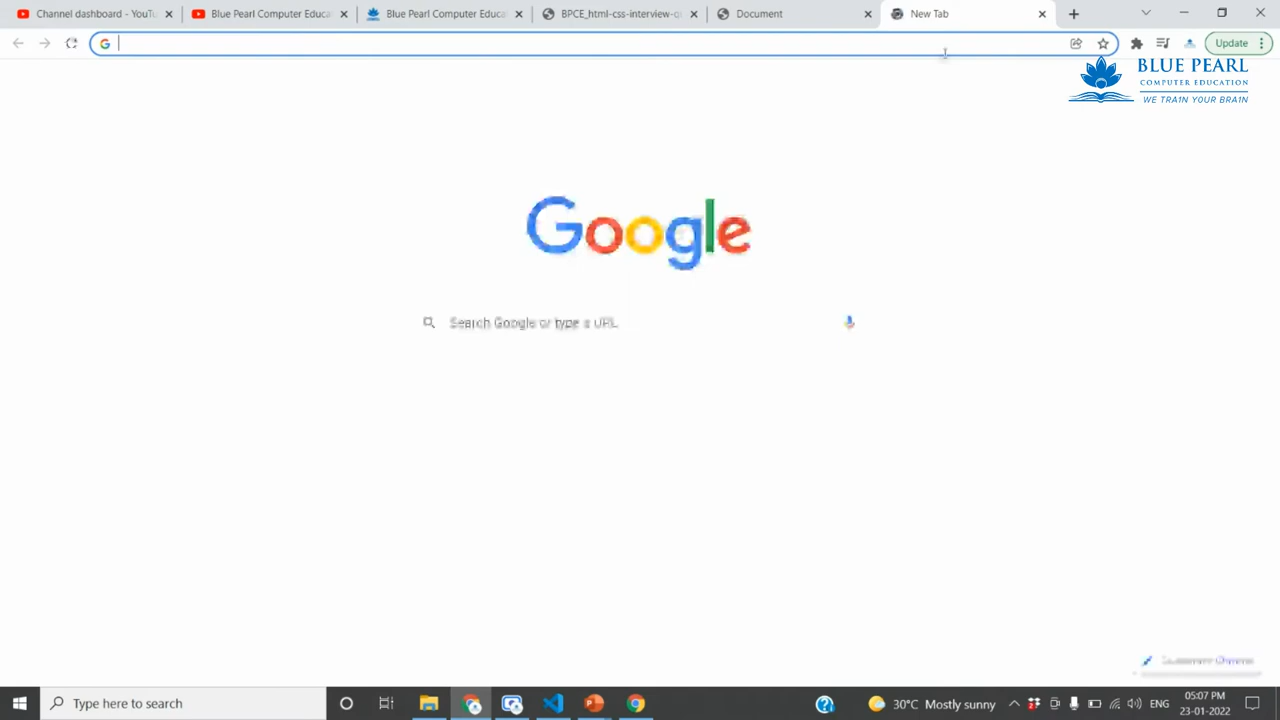 Channel dashboard - YouTu
Blue Pearl Computer Educa
Blue Pearl Computer Educa
BPCE_html-css-interview-q
Document
New Tab
Update
BLUE PEARL
COMPUTER EDUCATION
WE TRAIN YOUR BRAIN
Google
Search Google or type a URL
Type here to search
30°C Mostly sunny
ENG
05:07 PM
23-01-2022